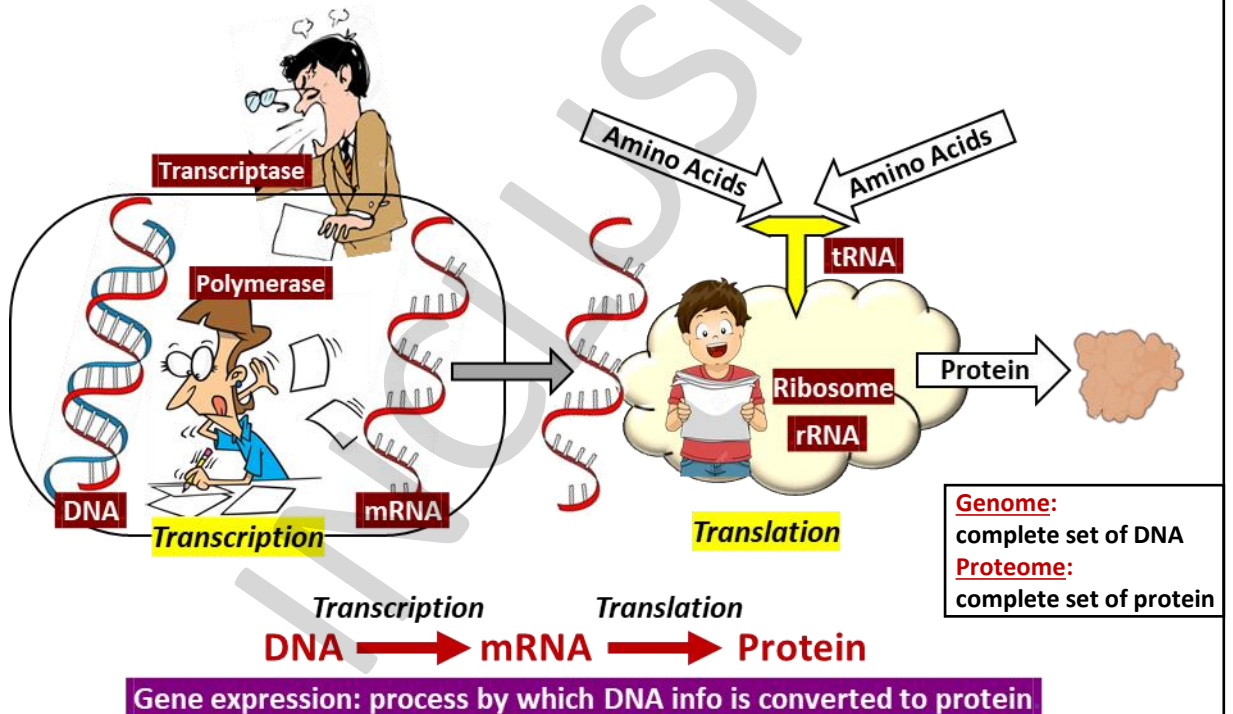 Transcriptase
Amino Acids
Amino Acids
tRNA
Polymerase
Ribosome
rRNA
Protein
DNA
mRNA
Transcription
Translation
Genome:
complete set of DNA
Proteome:
complete set of protein
Transcription Translation
DNA mRNA Protein
Gene expression: process by which DNA info is converted to protein